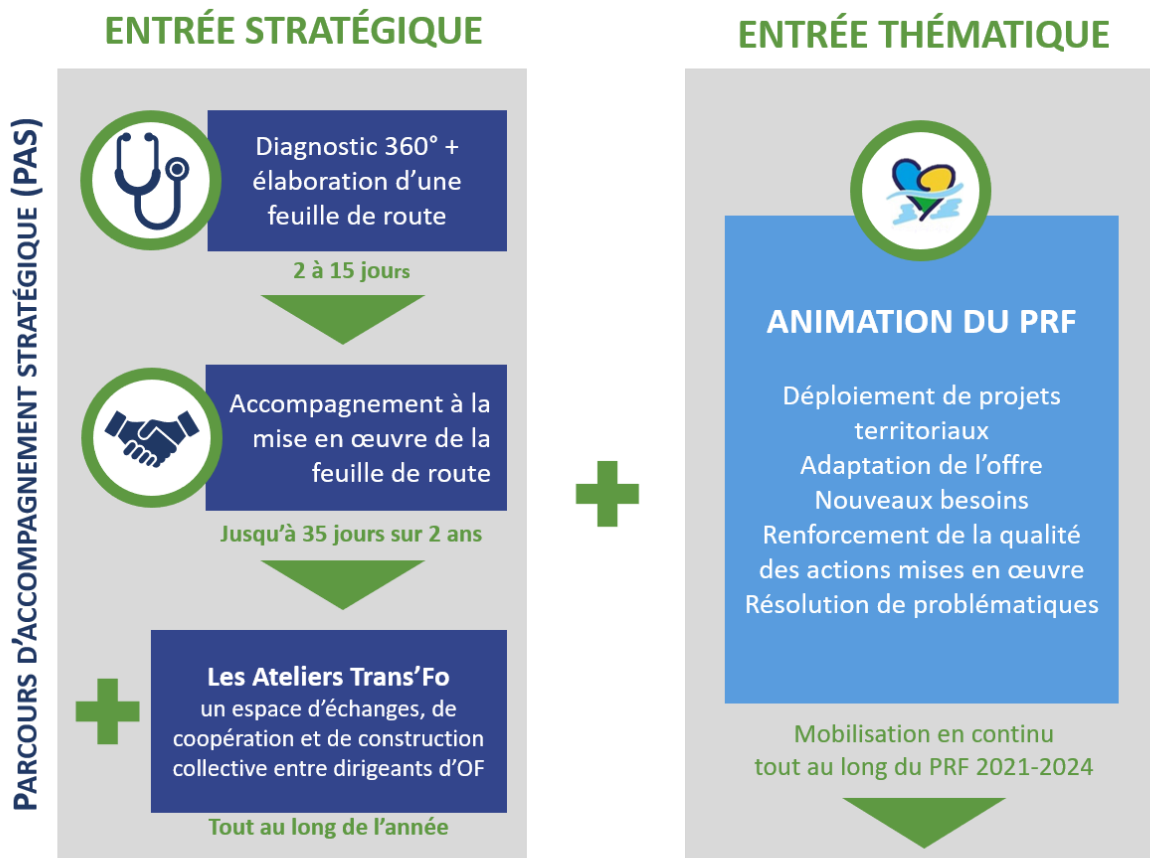 ENTRÉE STRATÉGIQUE
PARCOURS D'ACCOMPAGNEMENT STRATÉGIQUE (PAS)
Diagnostic 360° +
élaboration d'une
feuille de route
2 à 15 jours
Accompagnement à la
mise en œuvre de la
feuille de route
Jusqu'à 35 jours sur 2 ans
Les Ateliers Trans'Fo
un espace d'échanges, de
coopération et de construction
collective entre dirigeants d'OF
Tout au long de l'année
ENTRÉE THÉMATIQUE
ANIMATION DU PRF
Déploiement de projets
territoriaux
Adaptation de l'offre
Nouveaux besoins
Renforcement de la qualité
des actions mises en œuvre
Résolution de problématiques
Mobilisation en continu
tout au long du PRF 2021-2024